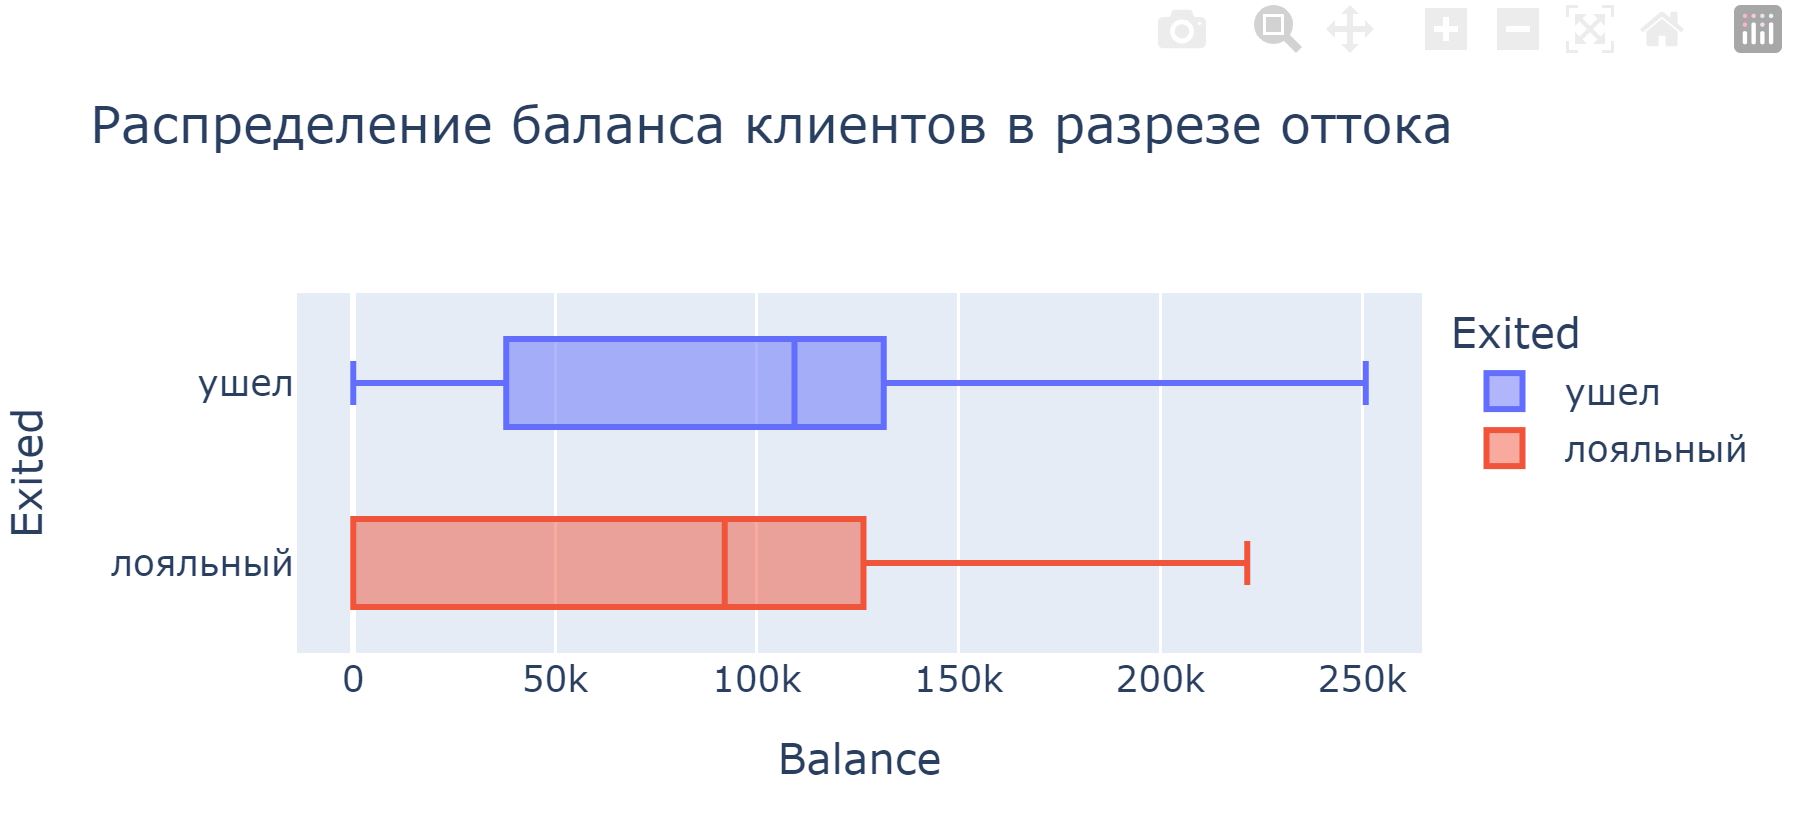 Распределение баланса клиентов в разрезе оттока
Exited
ушел
лояльный
0 50k 100k 150k 200k 250k
Balance
Exited
ушел
лояльный